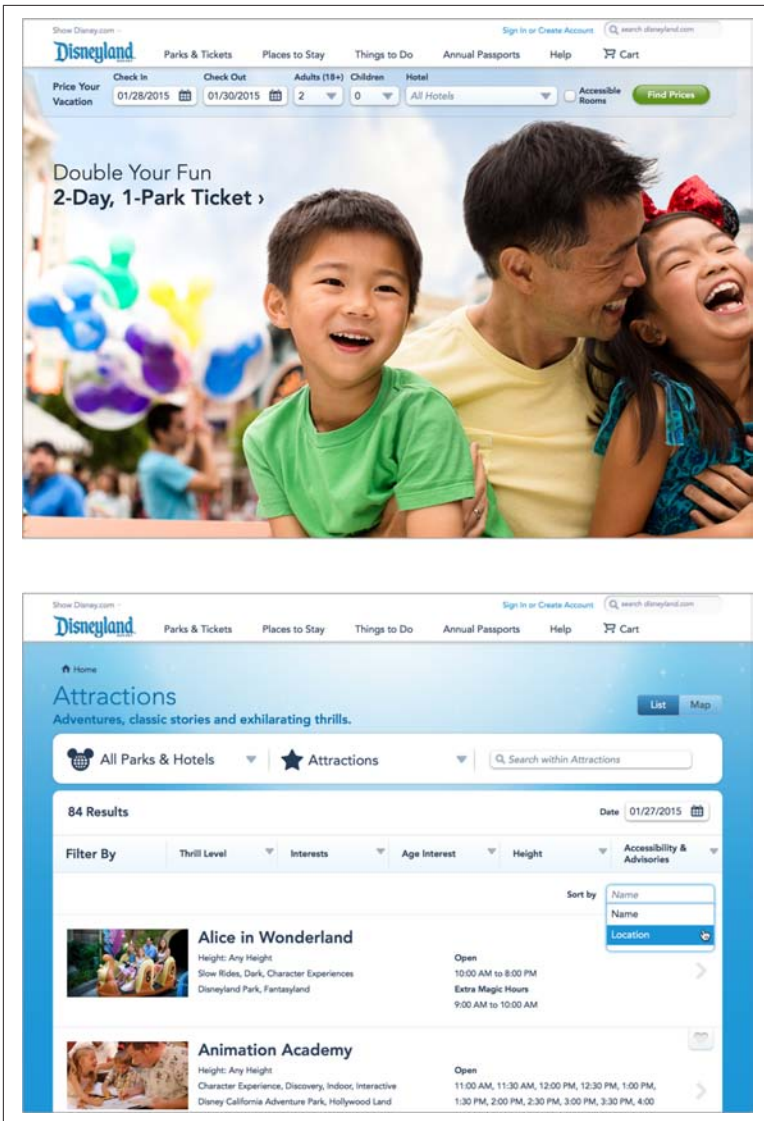 Show Disney.com
Sign In or Create Account
search disneyland.com
Disneyland
Parks & Tickets Places to Stay Things to Do Annual Passports Help Cart
Price Your Vacation
Check In Check Out Adults (18+) Children Hotel
01/28/2015 01/30/2015 2 0 All Hotels
Accessible Rooms
Find Prices
Double Your Fun
2-Day, 1-Park Ticket ›
Show Disney.com
Sign In or Create Account
search disneyland.com
Disneyland
Parks & Tickets Places to Stay Things to Do Annual Passports Help Cart
Home
Attractions
Adventures, classic stories and exhilarating thrills.
List Map
All Parks & Hotels Attractions Search within Attractions
84 Results
Date 01/27/2015
Filter By Thrill Level Interests Age Interest Height Accessibility & Advisories
Sort by Name
Name
Location
Alice in Wonderland
Height: Any Height
Slow Rides, Dark, Character Experiences
Disneyland Park, Fantasyland
Open
10:00 AM to 8:00 PM
Extra Magic Hours
9:00 AM to 10:00 AM
Animation Academy
Height: Any Height
Character Experience, Discovery, Indoor, Interactive
Disney California Adventure Park, Hollywood Land
Open
11:00 AM, 11:30 AM, 12:00 PM, 12:30 PM, 1:00 PM,
1:30 PM, 2:00 PM, 2:30 PM, 3:00 PM, 3:30 PM, 4:00